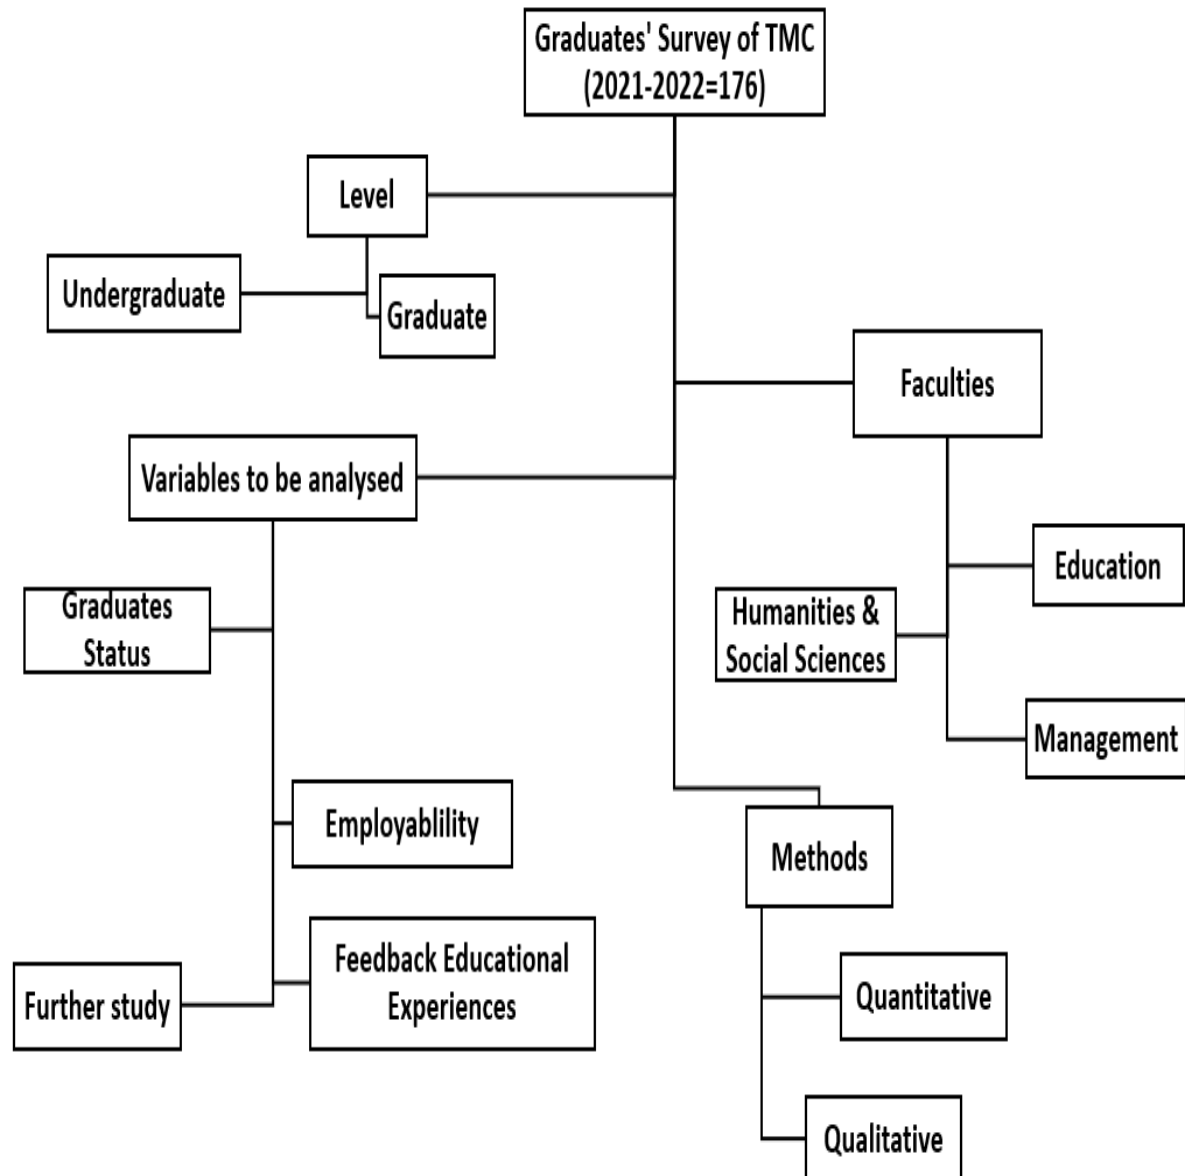 Graduates' Survey of TMC
(2021-2022=176)
Level
Undergraduate
Graduate
Faculties
Variables to be analysed
Education
Graduates
Status
Humanities &
Social Sciences
Management
Employablility
Methods
Feedback Educational
Experiences
Further study
Quantitative
Qualitative